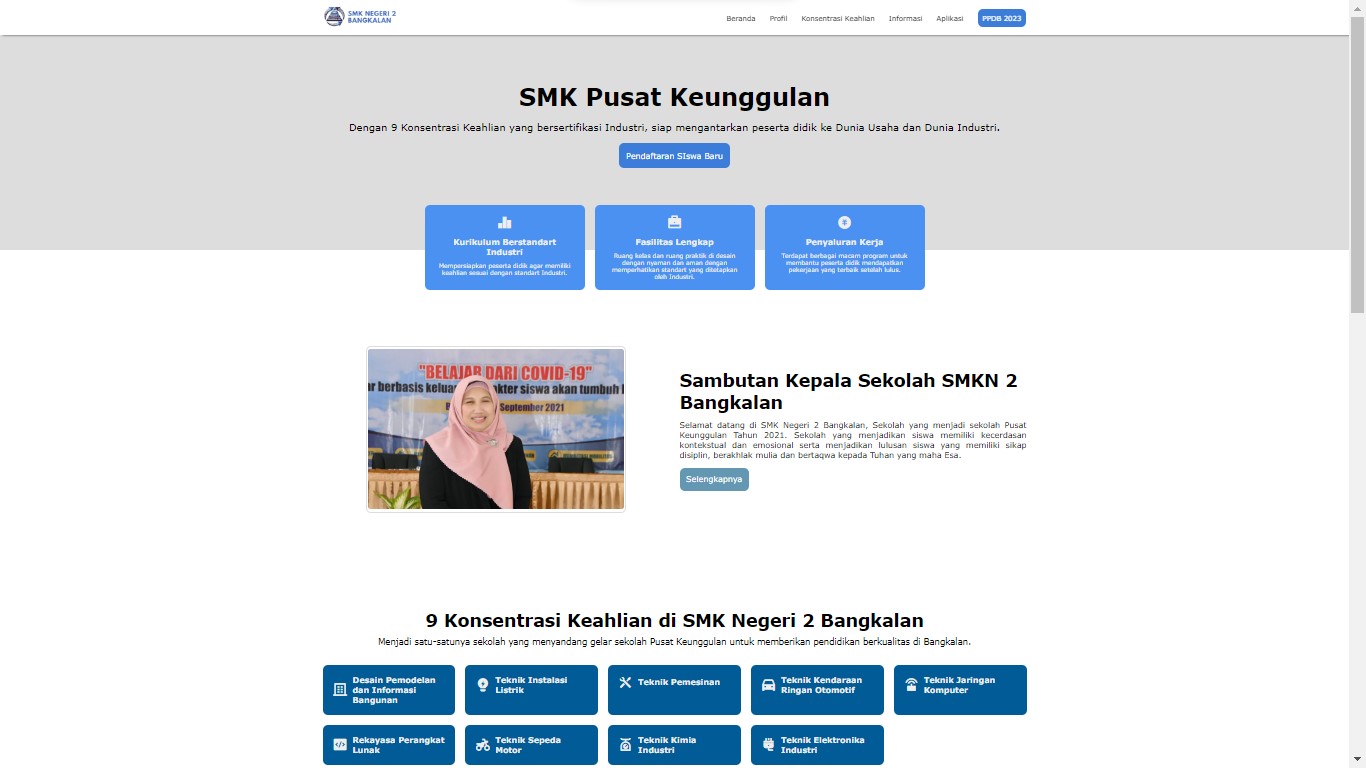 SMK NEGERI 2
BANGKALAN
Beranda Profil Konsentrasi Keahlian Informasi Aplikasi PPDB 2023
SMK Pusat Keunggulan
Dengan 9 Konsentrasi Keahlian yang bersertifikasi Industri, siap mengantarkan peserta didik ke Dunia Usaha dan Dunia Industri.
Pendaftaran SIswa Baru
Kurikulum Berstandart
Industri
Mempersiapkan peserta didik agar memiliki
keahlian sesuai dengan standart Industri.
Fasilitas Lengkap
Ruang kelas dan ruang praktik di desain
dengan nyaman dan aman dengan
memperhatikan standart yang ditetapkan
oleh Industri.
Penyaluran Kerja
Terdapat berbagai macam program untuk
membantu peserta didik mendapatkan
pekerjaan yang terbaik setelah lulus.
"BELAJAR DARI COVID-19"
ar berbasis keluar kter siswa akan tumbuh
September 2021
Sambutan Kepala Sekolah SMKN 2
Bangkalan
Selamat datang di SMK Negeri 2 Bangkalan, Sekolah yang menjadi sekolah Pusat
Keunggulan Tahun 2021. Sekolah yang menjadikan siswa memiliki kecerdasan
kontekstual dan emosional serta menjadikan lulusan siswa yang memiliki sikap
disiplin, berakhlak mulia dan bertaqwa kepada Tuhan yang maha Esa.
Selengkapnya
9 Konsentrasi Keahlian di SMK Negeri 2 Bangkalan
Menjadi satu-satunya sekolah yang menyandang gelar sekolah Pusat Keunggulan untuk memberikan pendidikan berkualitas di Bangkalan.
Desain Pemodelan
dan Informasi
Bangunan
Teknik Instalasi
Listrik
Teknik Pemesinan
Teknik Kendaraan
Ringan Otomotif
Teknik Jaringan
Komputer
Rekayasa Perangkat
Lunak
Teknik Sepeda
Motor
Teknik Kimia
Industri
Teknik Elektronika
Industri